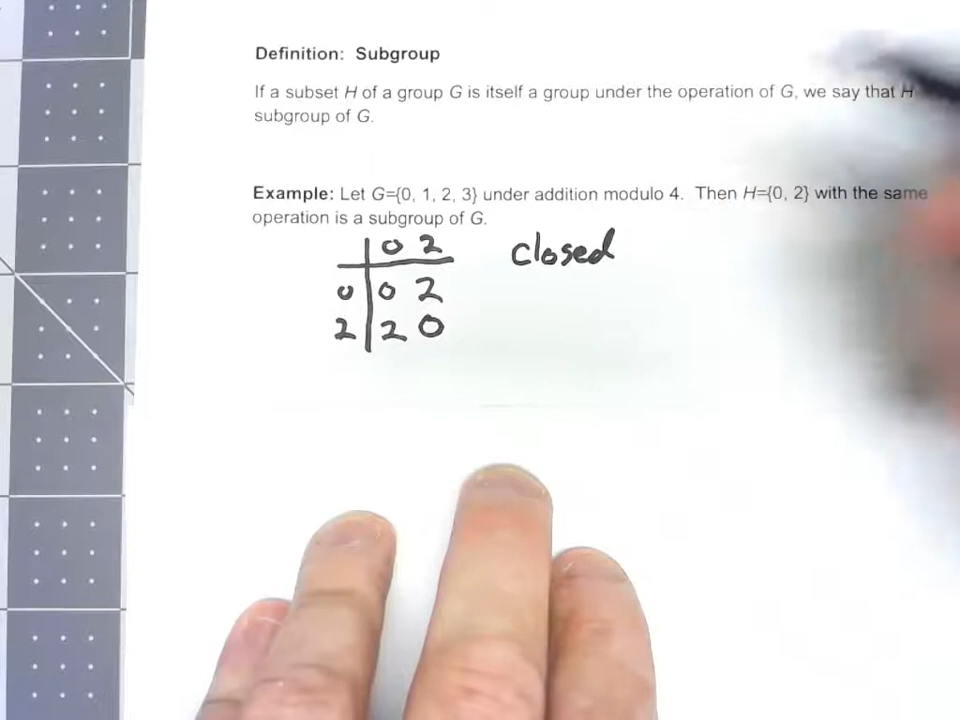 Definition: Subgroup
If a subset H of a group G is itself a group under the operation of G, we say that H
subgroup of G.
Example: Let G={0, 1, 2, 3} under addition modulo 4. Then H={0, 2} with the same
operation is a subgroup of G.
0 2 closed
0 0 2
2 2 0